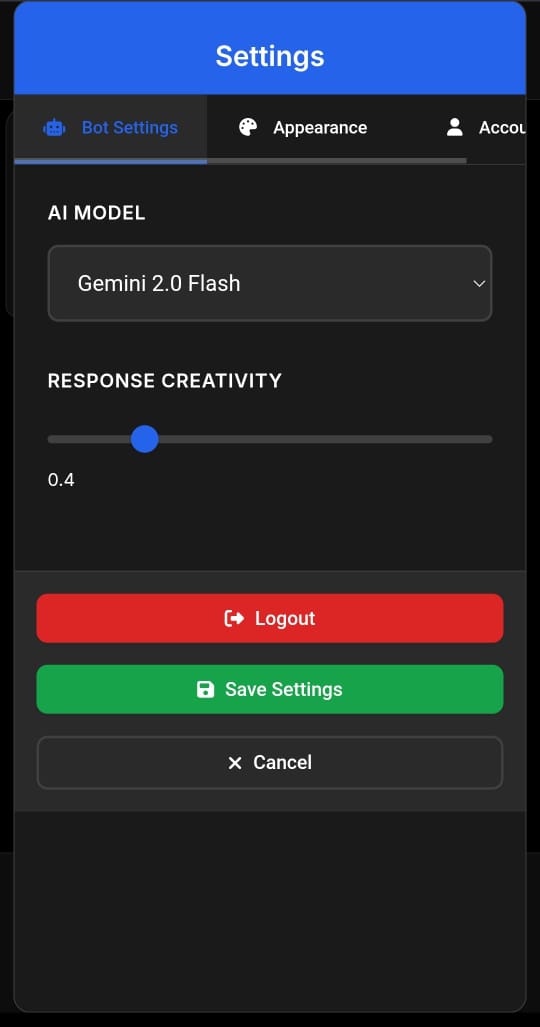 Settings
Bot Settings Appearance Accou
AI MODEL
Gemini 2.0 Flash
RESPONSE CREATIVITY
0.4
Logout
Save Settings
Cancel